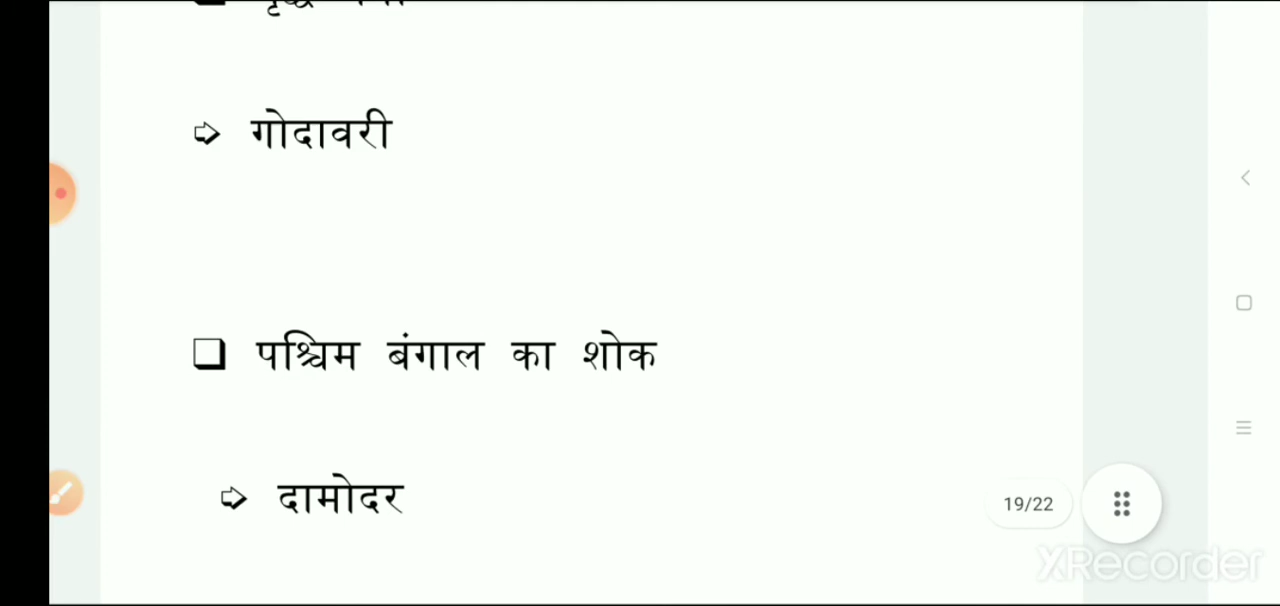 ➩ गोदावरी
❑ पश्चिम बंगाल का शोक
➩ दामोदर
19/22
XRecorder